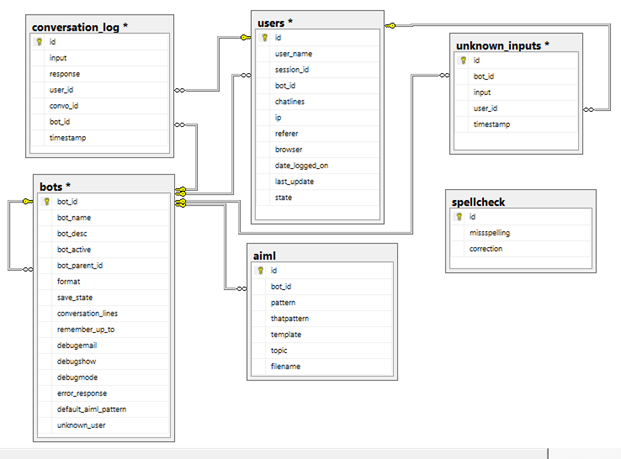 conversation_log *
id
input
response
user_id
convo_id
bot_id
timestamp
users *
id
user_name
session_id
bot_id
chatlines
ip
referer
browser
date_logged_on
last_update
state
unknown_inputs *
id
bot_id
input
user_id
timestamp
bots *
bot_id
bot_name
bot_desc
bot_active
bot_parent_id
format
save_state
conversation_lines
remember_up_to
debugemail
debugshow
debugmode
error_response
default_aiml_pattern
unknown_user
aiml
id
bot_id
pattern
thatpattern
template
topic
filename
spellcheck
id
missspelling
correction